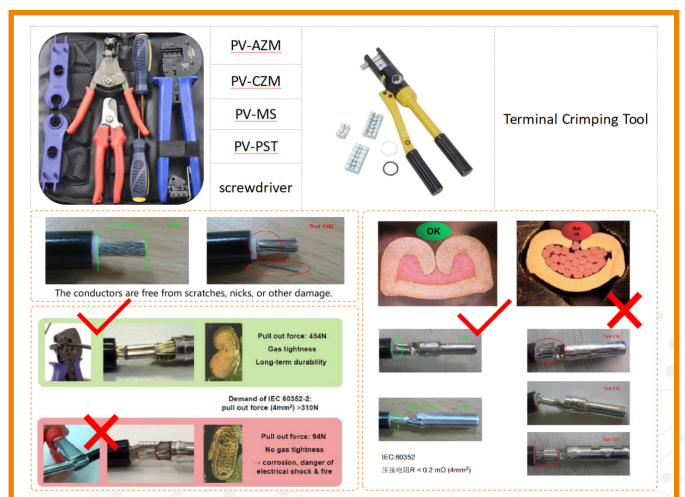 PV-AZM
PV-CZM
PV-MS
PV-PST
screwdriver
Terminal Crimping Tool
Not OK
The conductors are free from scratches, nicks, or other damage.
Pull out force: 454N
Gas tightness
Long-term durability
Demand of IEC 60352-2:
pull out force (4mm²) >310N
Pull out force: 94N
No gas tightness
→ corrosion, danger of
electrical shock & fire
OK
Not
OK
Not OK
Not OK
Not OK
IEC:60352
压接电阻R < 0.2 mΩ (4mm²)